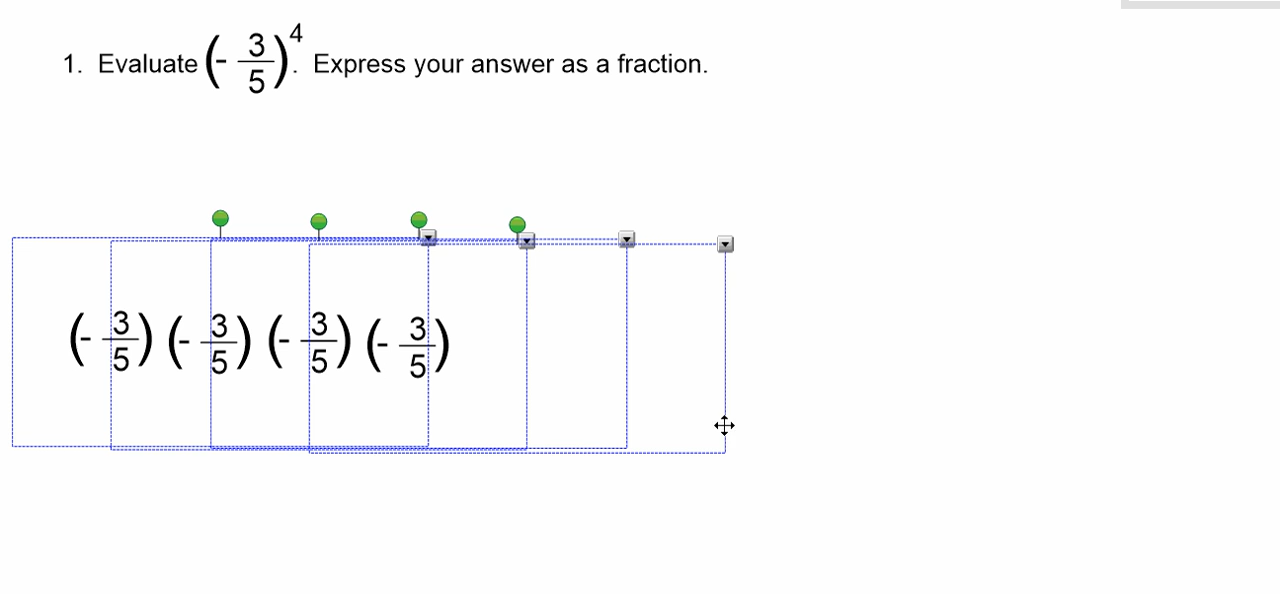 1. Evaluate (- 3/5)^4. Express your answer as a fraction.
(- 3/5) (- 3/5) (- 3/5) (- 3/5)